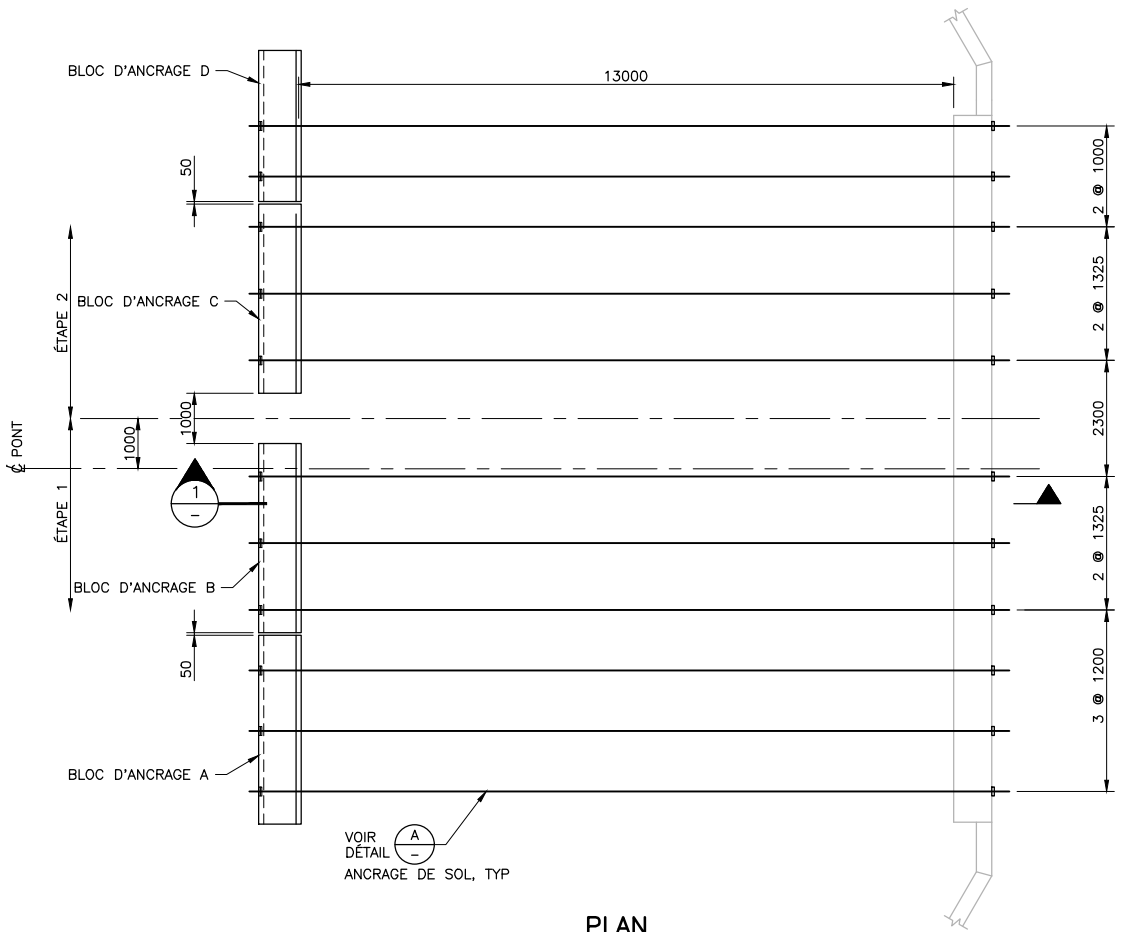 BLOC D'ANCRAGE D
13000
50
2 @ 1000
ÉTAPE 2
BLOC D'ANCRAGE C
2 @ 1325
1000
1000
2300
℄ PONT
ÉTAPE 1
1
–
2 @ 1325
BLOC D'ANCRAGE B
50
3 @ 1200
BLOC D'ANCRAGE A
VOIR
DÉTAIL
A
–
ANCRAGE DE SOL, TYP
PLAN